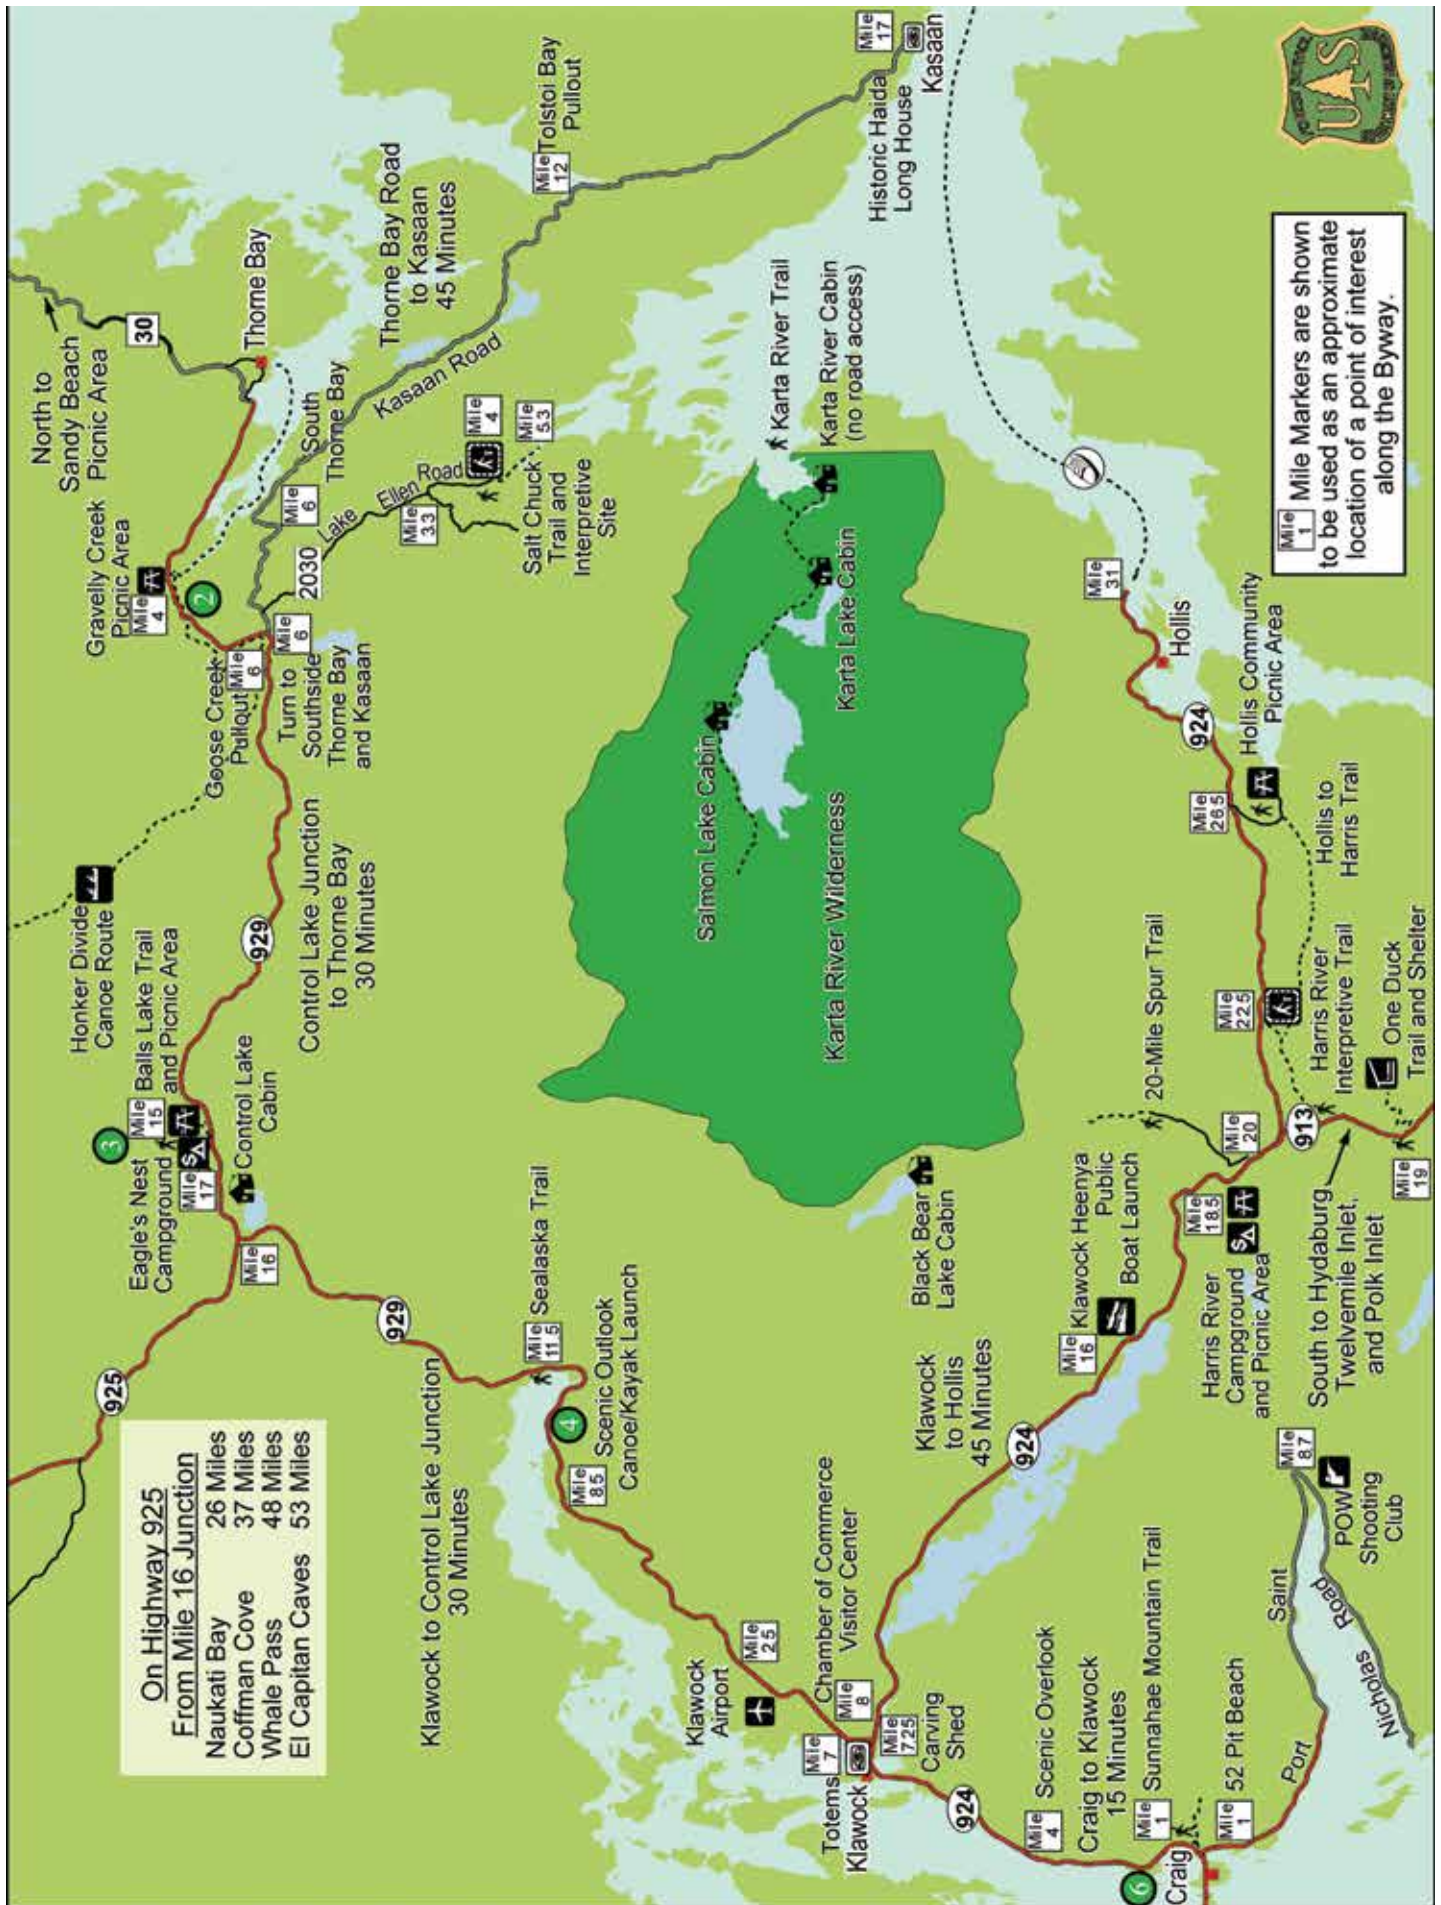 North to
Sandy Beach
Picnic Area
30
Thorne Bay
Gravelly Creek
Picnic Area
Mile
4
2
Goose Creek
Pullout
Mile
6
Mile
6
Turn to
Southside
Thorne Bay
and Kasaan
South
Thorne Bay
Mile
6
2030
Lake Ellen Road
Mile
3.3
Mile
4
Mile
5.3
Salt Chuck
Trail and
Interpretive
Site
Kasaan Road
Thorne Bay Road
to Kasaan
45 Minutes
Mile
12
Tolstoi Bay
Pullout
Mile
17
Historic Haida
Long House
Kasaan
Honker Divide
Canoe Route
929
Control Lake Junction
to Thorne Bay
30 Minutes
3
Mile
15
Balls Lake Trail
and Picnic Area
Eagle's Nest
Campground
Mile
17
Control Lake
Cabin
Mile
16
925
On Highway 925
From Mile 16 Junction
Naukati Bay 26 Miles
Coffman Cove 37 Miles
Whale Pass 48 Miles
El Capitan Caves 53 Miles
929
Klawock to Control Lake Junction
30 Minutes
Mile
11.5
Sealaska Trail
4
Scenic Outlook
Canoe/Kayak Launch
Mile
8.5
Mile
2.5
Klawock
Airport
Chamber of Commerce
Visitor Center
Mile
8
Mile
7
Totems
Klawock
Mile
7.25
Carving
Shed
924
Mile
4
Scenic Overlook
Craig to Klawock
15 Minutes
Mile
1
Sunnahae Mountain Trail
6
Craig
Mile
1
52 Pit Beach
Port Saint
Nicholas Road
Mile
8.7
POW
Shooting
Club
Klawock
to Hollis
45 Minutes
924
Mile
16
Klawock Heenya
Public
Boat Launch
Black Bear
Lake Cabin
Karta River Wilderness
Salmon Lake Cabin
Karta Lake Cabin
Karta River Trail
Karta River Cabin
(no road access)
Mile
18.5
Harris River
Campground
and Picnic Area
Mile
20
20-Mile Spur Trail
913
South to Hydaburg
Twelvemile Inlet,
and Polk Inlet
Mile
19
One Duck
Trail and Shelter
Harris River
Interpretive Trail
Mile
22.5
Hollis to
Harris Trail
Mile
26.5
Hollis Community
Picnic Area
924
Hollis
Mile
31
Mile
1
Mile Markers are shown
to be used as an approximate
location of a point of interest
along the Byway.
UAS